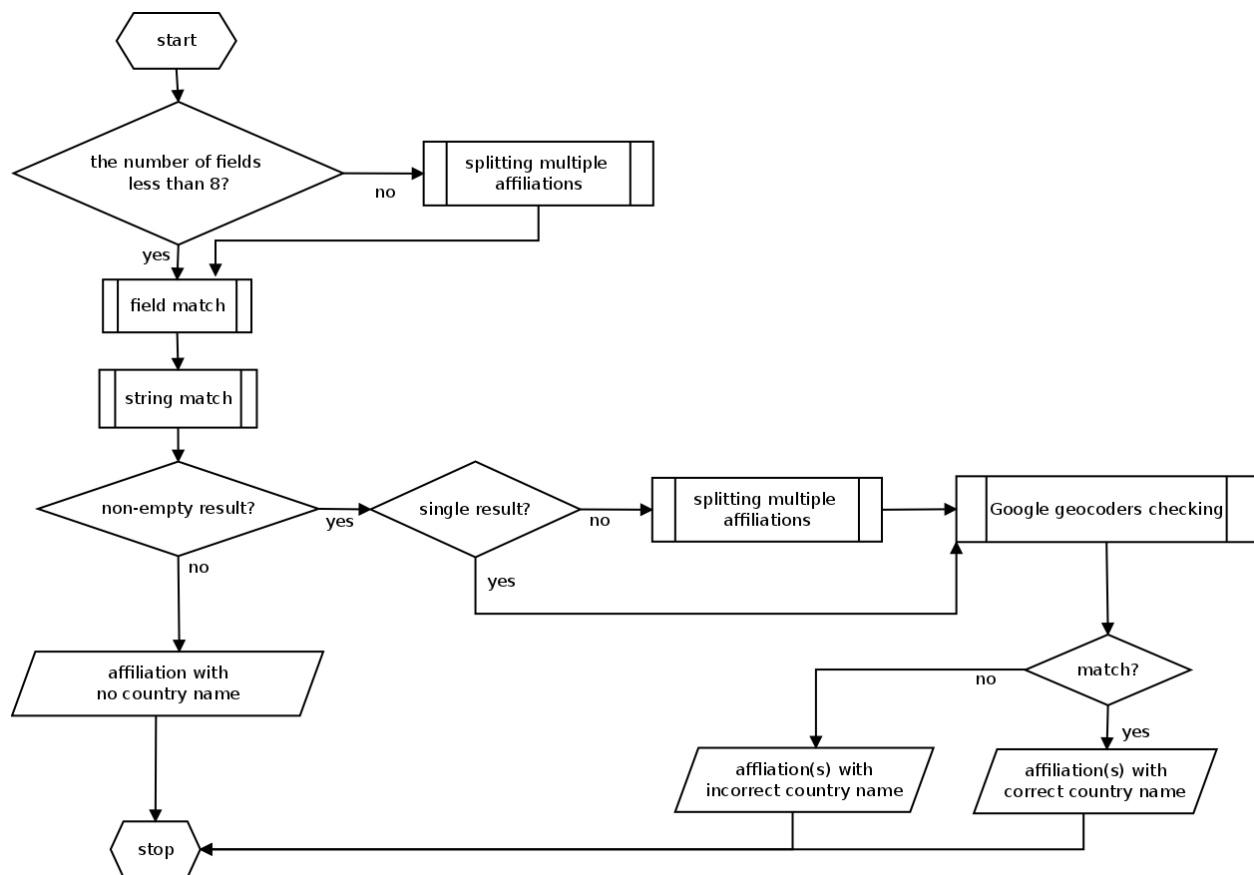 start
the number of fields
less than 8?
no
splitting multiple
affiliations
yes
field match
string match
non-empty result?
yes
single result?
no
splitting multiple
affiliations
Google geocoders checking
no
yes
affiliation with
no country name
match?
no
yes
affliation(s) with
incorrect country name
affiliation(s) with
correct country name
stop